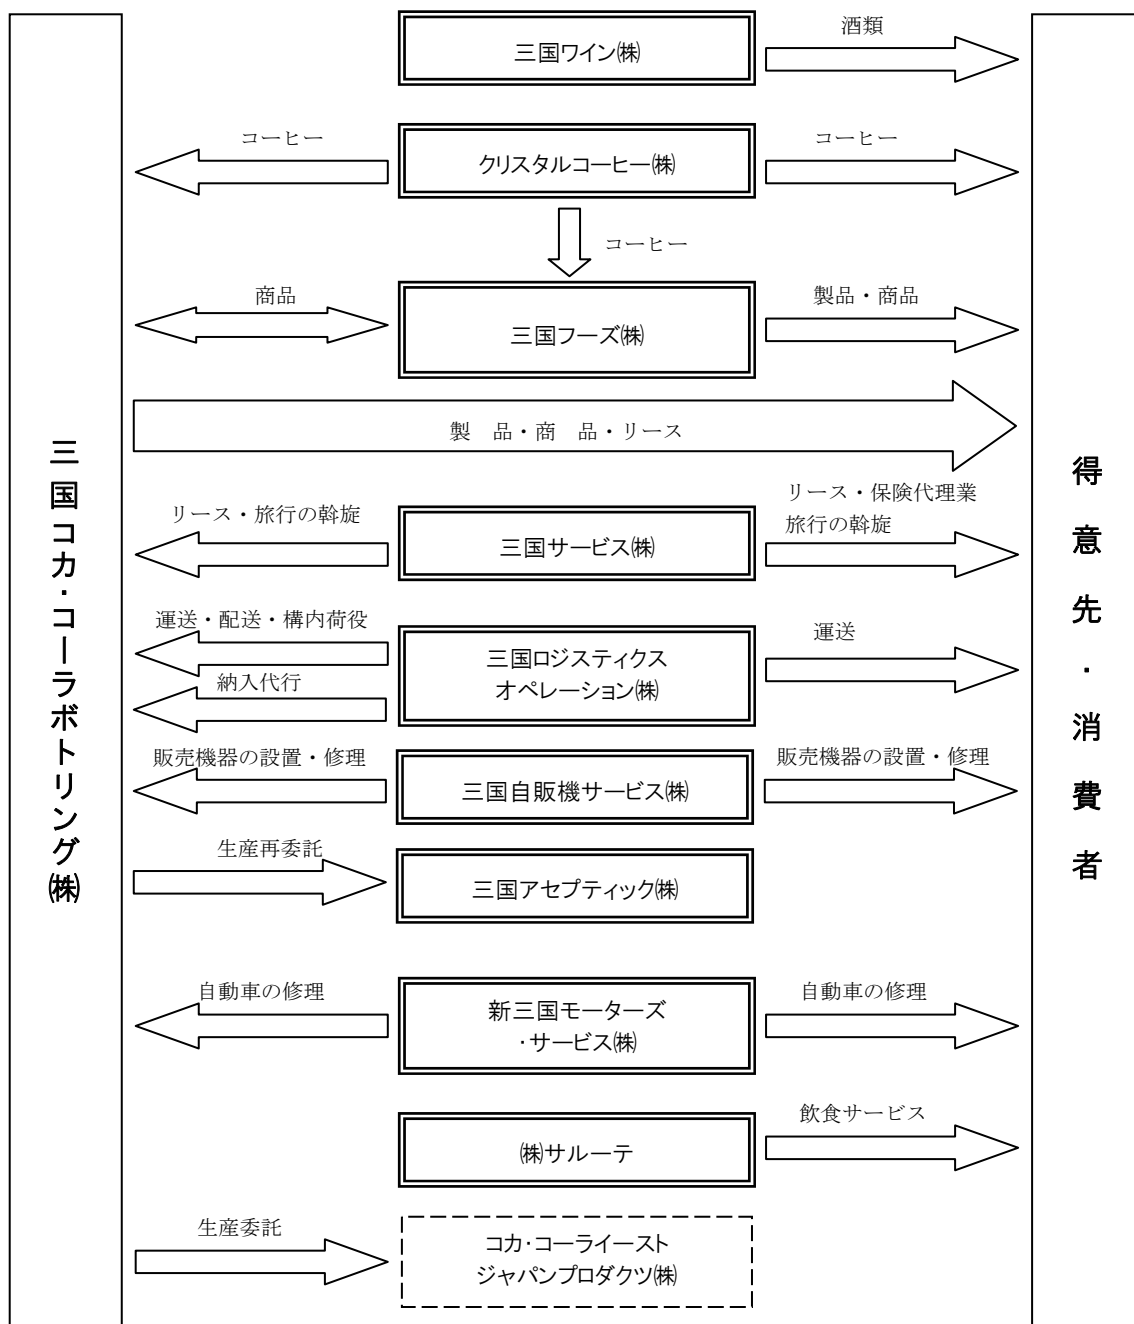 酒類
三国ワイン㈱
コーヒー
コーヒー
クリスタルコーヒー㈱
コーヒー
商品
製品・商品
三国フーズ㈱
製　品・商　品・リース
三国コカ・コーラボトリング㈱
得意先・消費者
リース・旅行の斡旋
リース・保険代理業
旅行の斡旋
三国サービス㈱
運送・配送・構内荷役
運送
三国ロジスティクス
オペレーション㈱
納入代行
販売機器の設置・修理
販売機器の設置・修理
三国自販機サービス㈱
生産再委託
三国アセプティック㈱
自動車の修理
自動車の修理
新三国モーターズ
・サービス㈱
飲食サービス
㈱サルーテ
生産委託
コカ・コーライースト
ジャパンプロダクツ㈱